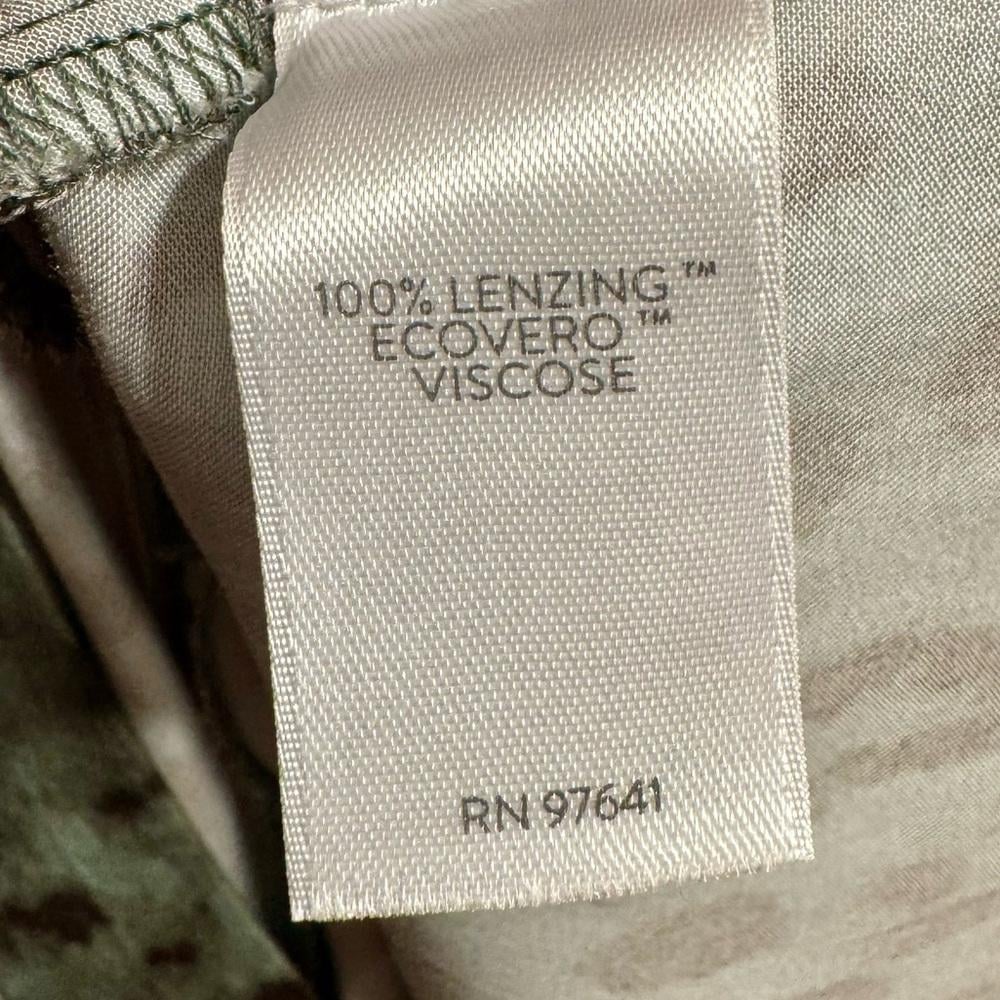 100% LENZING™
ECOVERO™
VISCOSE
RN 97641